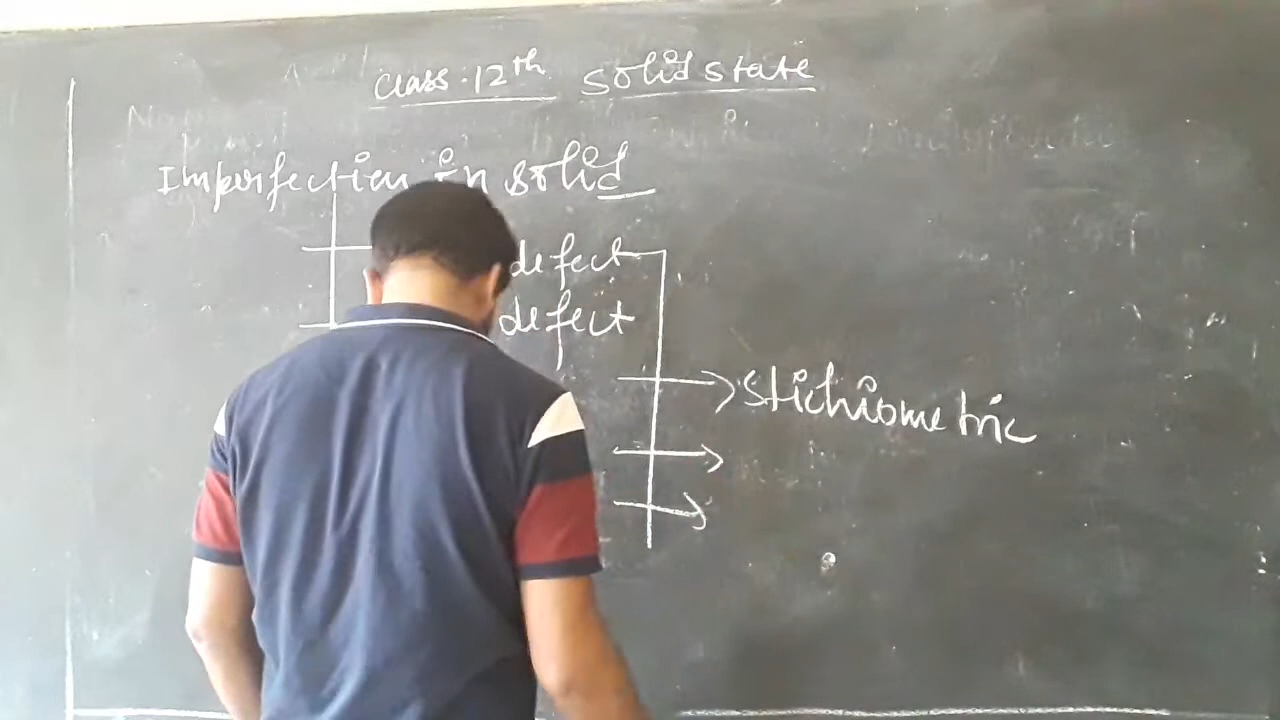 Class.12th solid state
Imperfection in solid
defect
defect
Stichiometric